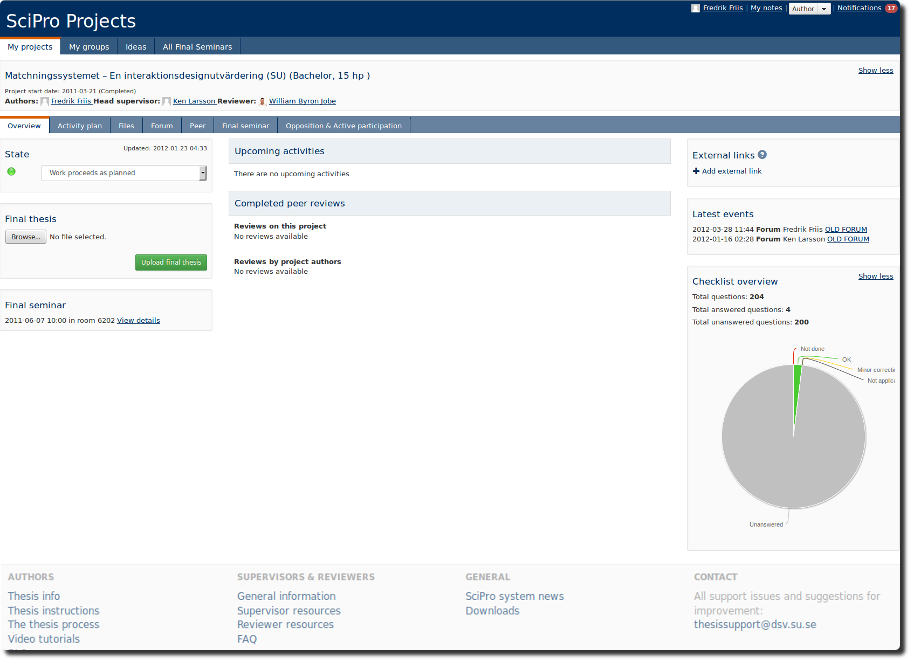 Fredrik Friis | My notes | Author | Notifications 17
SciPro Projects
My projects My groups Ideas All Final Seminars
Show less
Matchningssystemet – En interaktionsdesignutvärdering (SU) (Bachelor, 15 hp )
Project start date: 2011-03-21 (Completed)
Authors: Fredrik Friis Head supervisor: Ken Larsson Reviewer: William Byron Jobe
Overview Activity plan Files Forum Peer Final seminar Opposition & Active participation
Updated: 2012.01.23 04:33
State
Work proceeds as planned
Final thesis
Browse... No file selected.
Upload final thesis
Final seminar
2011-06-07 10:00 in room 6202 View details
Upcoming activities
There are no upcoming activities
Completed peer reviews
Reviews on this project
No reviews available
Reviews by project authors
No reviews available
External links ?
Add external link
Latest events
2012-03-28 11:44 Forum Fredrik Friis OLD FORUM
2012-01-16 02:28 Forum Ken Larsson OLD FORUM
Show less
Checklist overview
Total questions: 204
Total answered questions: 4
Total unanswered questions: 200
Not done
OK
Minor correcti
Not applic
Unanswered
AUTHORS
Thesis info
Thesis instructions
The thesis process
Video tutorials
SUPERVISORS & REVIEWERS
General information
Supervisor resources
Reviewer resources
FAQ
GENERAL
SciPro system news
Downloads
CONTACT
All support issues and suggestions for
improvement:
thesissupport@dsv.su.se